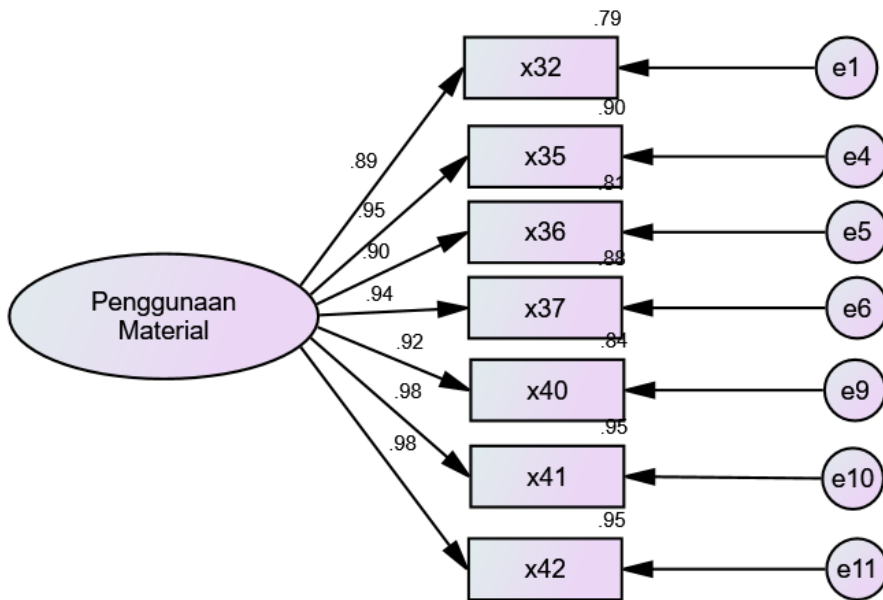 .79
x32
e1
.90
.89
x35
e4
.81
.95
x36
e5
.90
.88
Penggunaan
Material
.94
x37
e6
.84
.92
x40
e9
.98
.95
x41
e10
.98
.95
x42
e11